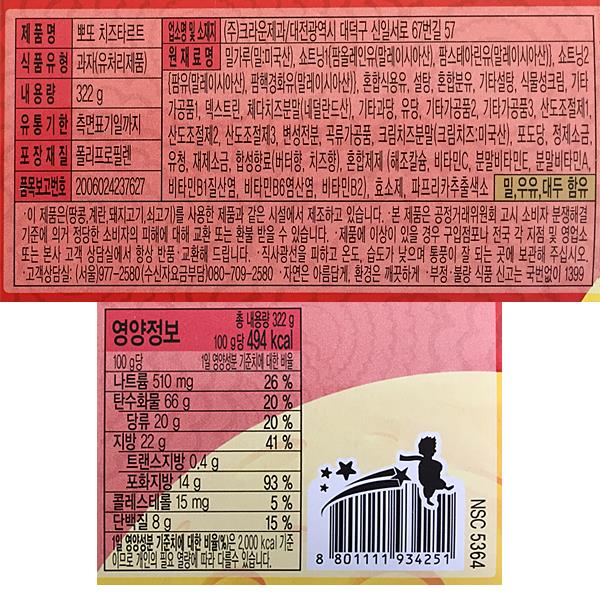 제 품 명 뽀또 치즈타르트
식품유형 과자(유처리제품)
내 용 량 322 g
유통기한 측면표기일까지
포장재질 폴리프로필렌
품목보고번호 2006024237627
업소명 및 소재지 (주)크라운제과/대전광역시 대덕구 신일서로 67번길 57
원 재 료 명 밀가루(밀:미국산), 쇼트닝1(팜올레인유(말레이시아산), 팜스테아린유(말레이시아산)), 쇼트닝2
(팜유(말레이시아산), 팜핵경화유(말레이시아산)), 혼합식용유, 설탕, 혼합분유, 기타설탕, 식물성크림, 기타
가공품1, 덱스트린, 체다치즈분말(네덜란드산), 기타과당, 유당, 기타가공품2, 기타가공품3, 산도조절제1,
산도조절제2, 산도조절제3, 변성전분, 곡류가공품, 크림치즈분말(크림치즈:미국산), 포도당, 정제소금,
유청, 재제소금, 합성향료(버터향, 치즈향), 혼합제제 (해조칼슘, 비타민C, 분말비타민E, 분말비타민A,
비타민B1질산염, 비타민B6염산염, 비타민B2), 효소제, 파프리카추출색소 밀,우유,대두 함유
·이 제품은(땅콩,계란,돼지고기,쇠고기)를 사용한 제품과 같은 시설에서 제조하고 있습니다. ·본 제품은 공정거래위원회 고시 소비자 분쟁해결
기준에 의거 정당한 소비자의 피해에 대해 교환 또는 환불 받을 수 있습니다. ·제품에 이상이 있을 경우 구입점포나 전국 각 지점 및 영업소
또는 본사 고객 상담실에서 항상 반품·교환해 드립니다. ·직사광선을 피하고 온도, 습도가 낮으며 통풍이 잘 되는 곳에 보관해 주십시오.
·고객상담실: (서울)977-2580(수신자요금부담)080-709-2580 ·자연은 아름답게, 환경은 깨끗하게 ·부정·불량 식품 신고는 국번없이 1399
영양정보 총 내용량 322 g
100 g당 494 kcal
100 g당 1일 영양성분 기준치에 대한 비율
나트륨 510 mg 26 %
탄수화물 66 g 20 %
당류 20 g 20 %
지방 22 g 41 %
트랜스지방 0.4 g
포화지방 14 g 93 %
콜레스테롤 15 mg 5 %
단백질 8 g 15 %
1일 영양성분 기준치에 대한 비율(%)은 2,000 kcal 기준
이므로 개인의 필요 열량에 따라 다를수 있습니다.
8 801111 934251
NSC 5364